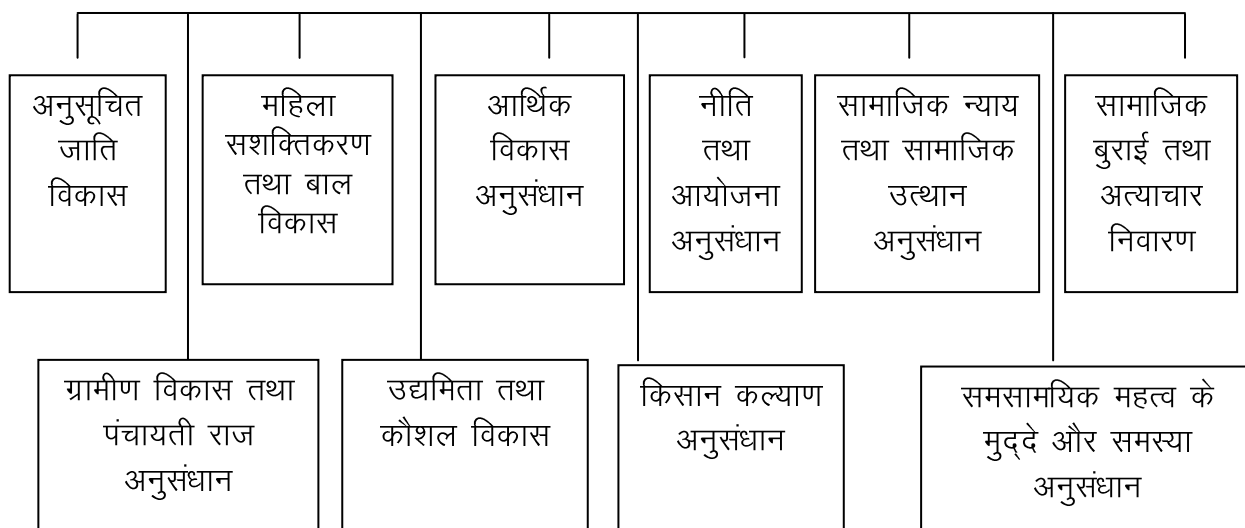 अनुसूचित
जाति
विकास
महिला
सशक्तिकरण
तथा बाल
विकास
आर्थिक
विकास
अनुसंधान
नीति
तथा
आयोजना
अनुसंधान
सामाजिक न्याय
तथा सामाजिक
उत्थान
अनुसंधान
सामाजिक
बुराई तथा
अत्याचार
निवारण
ग्रामीण विकास तथा
पंचायती राज
अनुसंधान
उद्यमिता तथा
कौशल विकास
किसान कल्याण
अनुसंधान
समसामयिक महत्व के
मुद्दे और समस्या
अनुसंधान